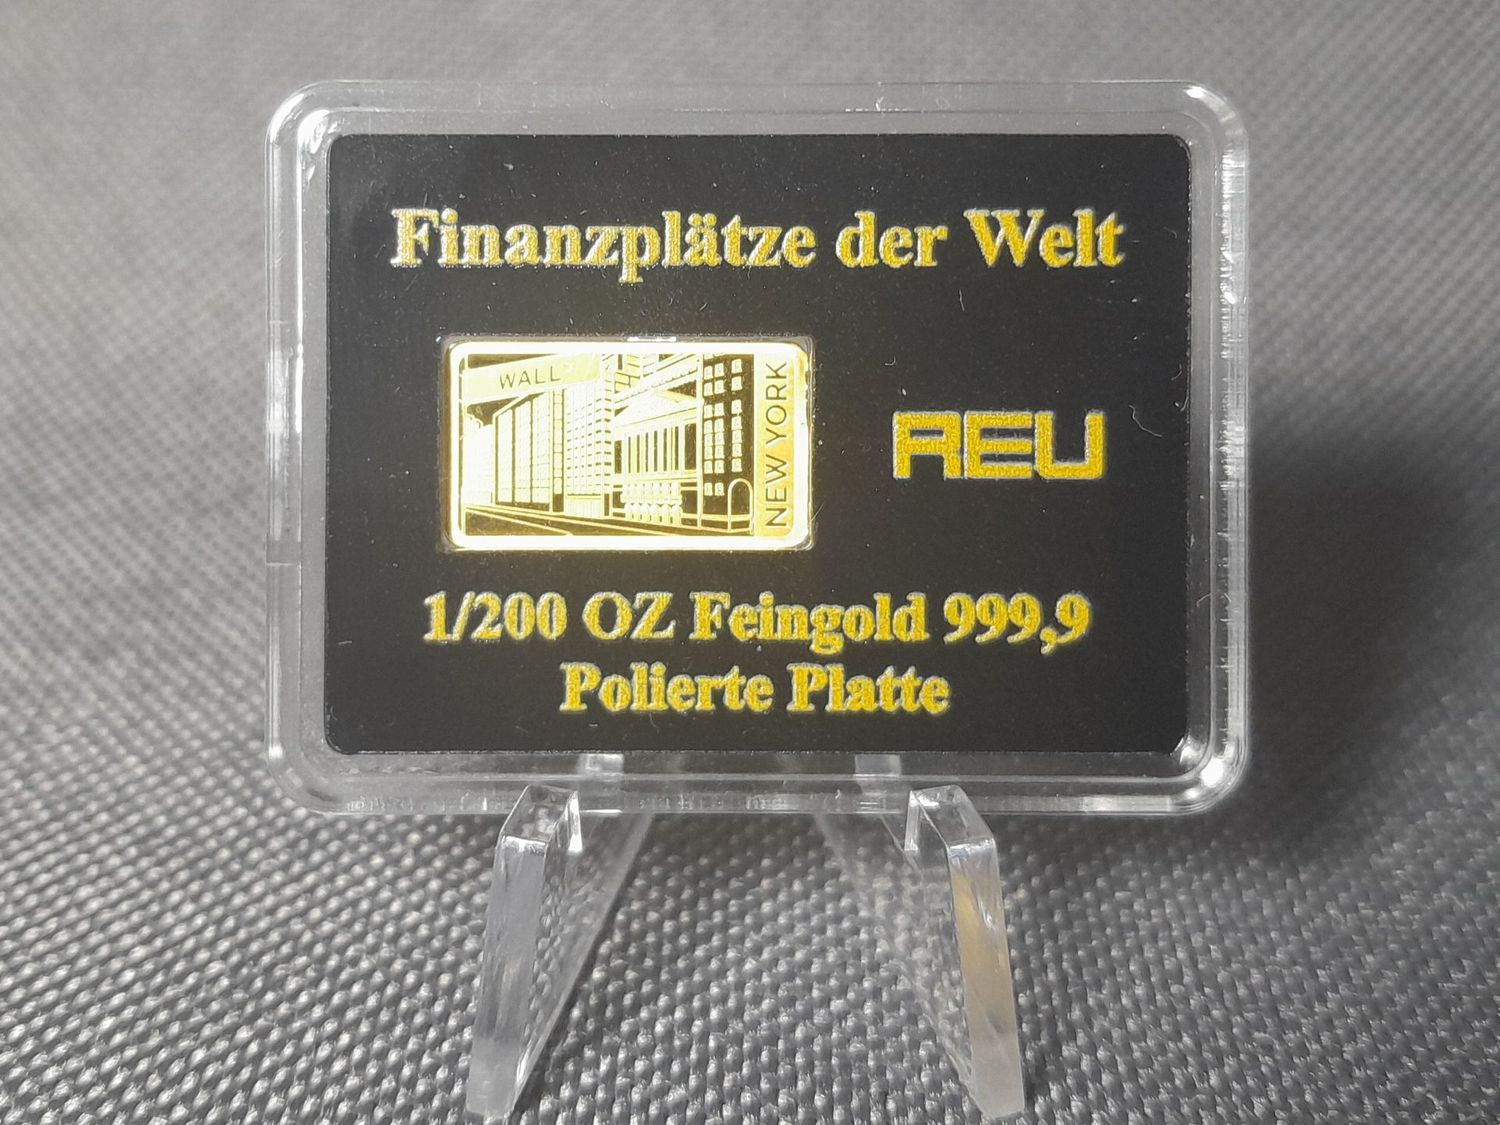 Finanzplätze der Welt
WALL
NEW YORK
REU
1/200 OZ Feingold 999,9
Polierte Platte